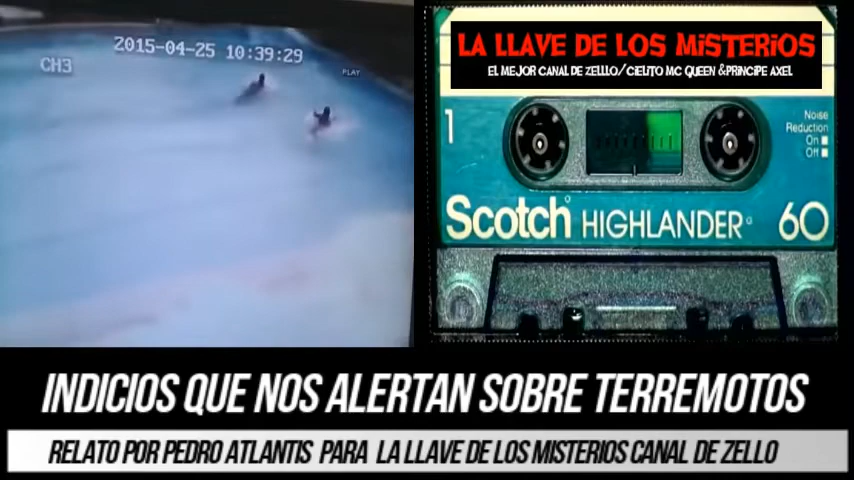 2015-04-25 10:39:29
CH3
PLAY
LA LLAVE DE LOS MISTERIOS
EL MEJOR CANAL DE ZELLLO/CIELITO MC QUEEN &PRINCIPE AXEL
1
Noise
Reduction
On
Off
Scotch HIGHLANDER 60
INDICIOS QUE NOS ALERTAN SOBRE TERREMOTOS
RELATO POR PEDRO ATLANTIS PARA LA LLAVE DE LOS MISTERIOS CANAL DE ZELLO